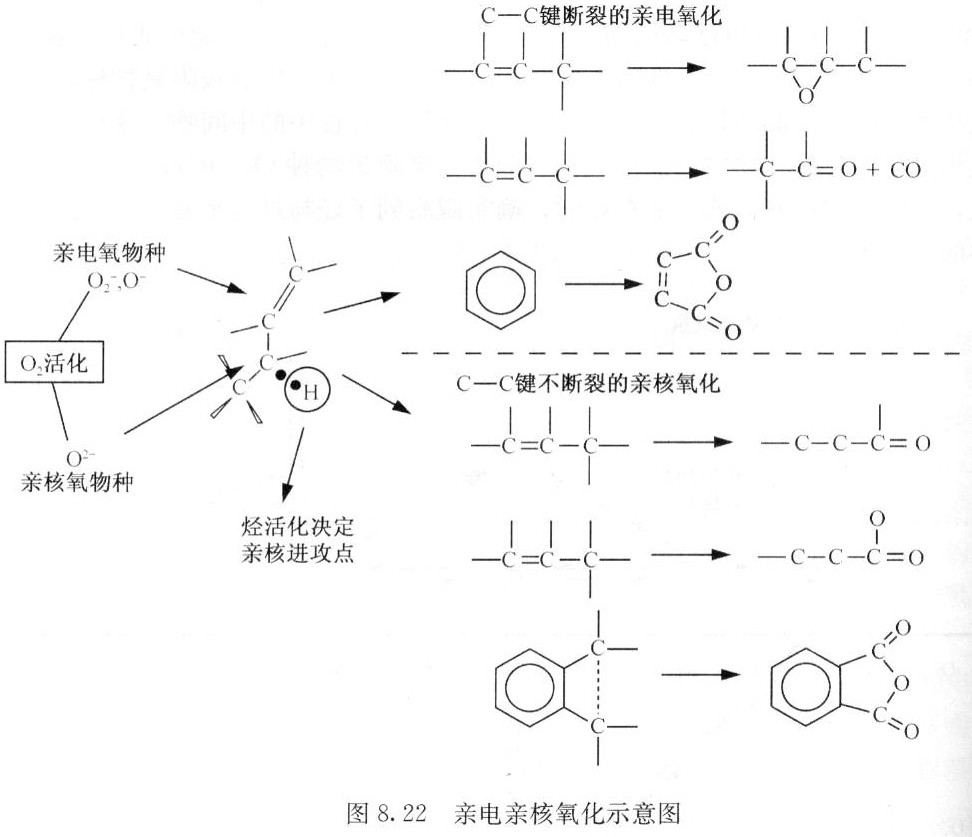 C—C键断裂的亲电氧化
—C=C—C— → —C—C—C—
O
—C=C—C— → —C—C=O + CO
亲电氧物种
O₂⁻,O⁻
O₂活化
O²⁻
亲核氧物种
C
C
C
C
H
烃活化决定
亲核进攻点
O
C
C
C
O
C
O
C—C键不断裂的亲核氧化
—C=C—C— → —C—C—C=O
O
—C=C—C— → —C—C—C=O
C
C
O
C
O
C
O
图 8.22 亲电亲核氧化示意图